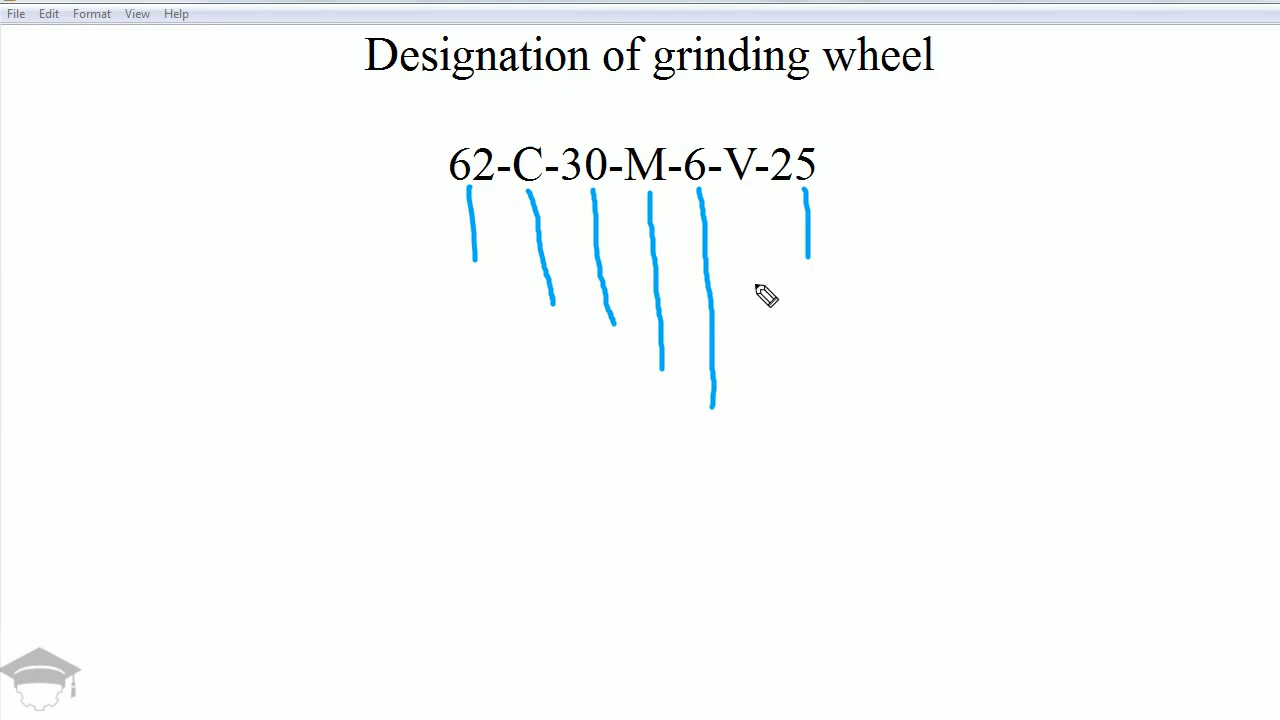 File Edit Format View Help
Designation of grinding wheel
62-C-30-M-6-V-25